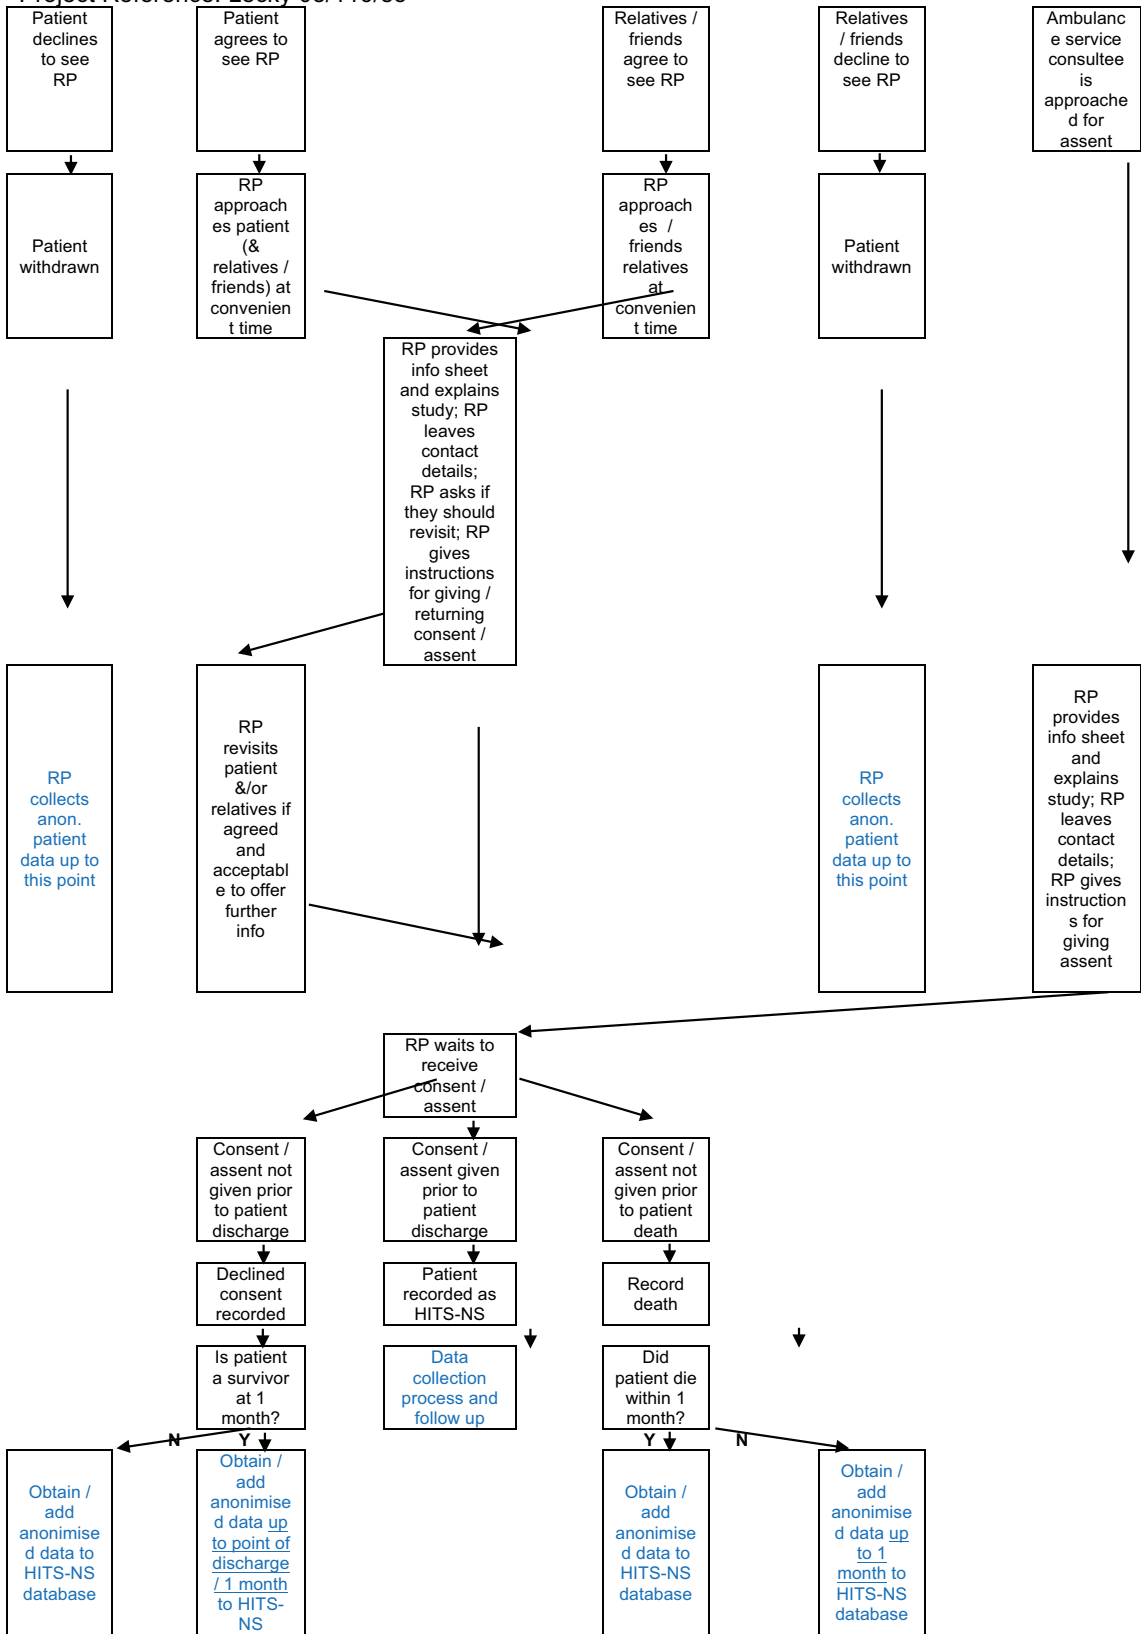 Patient
declines
to see
RP
Patient
agrees to
see RP
Relatives /
friends
agree to
see RP
Relatives
/ friends
decline to
see RP
Ambulanc
e service
consultee
is
approache
d for
assent
Patient
withdrawn
RP
approach
es patient
(&
relatives /
friends) at
convenien
t time
RP
approach
es /
friends
relatives
at
convenien
t time
Patient
withdrawn
RP provides
info sheet
and explains
study; RP
leaves
contact
details;
RP asks if
they should
revisit; RP
gives
instructions
for giving /
returning
consent /
assent
RP
collects
anon.
patient
data up to
this point
RP
revisits
patient
&/or
relatives if
agreed
and
acceptabl
e to offer
further
info
RP
collects
anon.
patient
data up to
this point
RP
provides
info sheet
and
explains
study; RP
leaves
contact
details;
RP gives
instruction
s for
giving
assent
RP waits to
receive
consent /
assent
Consent /
assent not
given prior
to patient
discharge
Consent /
assent given
prior to
patient
discharge
Consent /
assent not
given prior
to patient
death
Declined
consent
recorded
Patient
recorded as
HITS-NS
Record
death
Is patient
a survivor
at 1
month?
Data
collection
process and
follow up
Did
patient die
within 1
month?
N
Y
Y
N
Obtain /
add
anonimise
d data to
HITS-NS
database
Obtain /
add
anonimise
d data up
to point of
discharge
/ 1 month
to HITS-
NS
Obtain /
add
anonimise
d data to
HITS-NS
database
Obtain /
add
anonimise
d data up
to 1
month to
HITS-NS
database